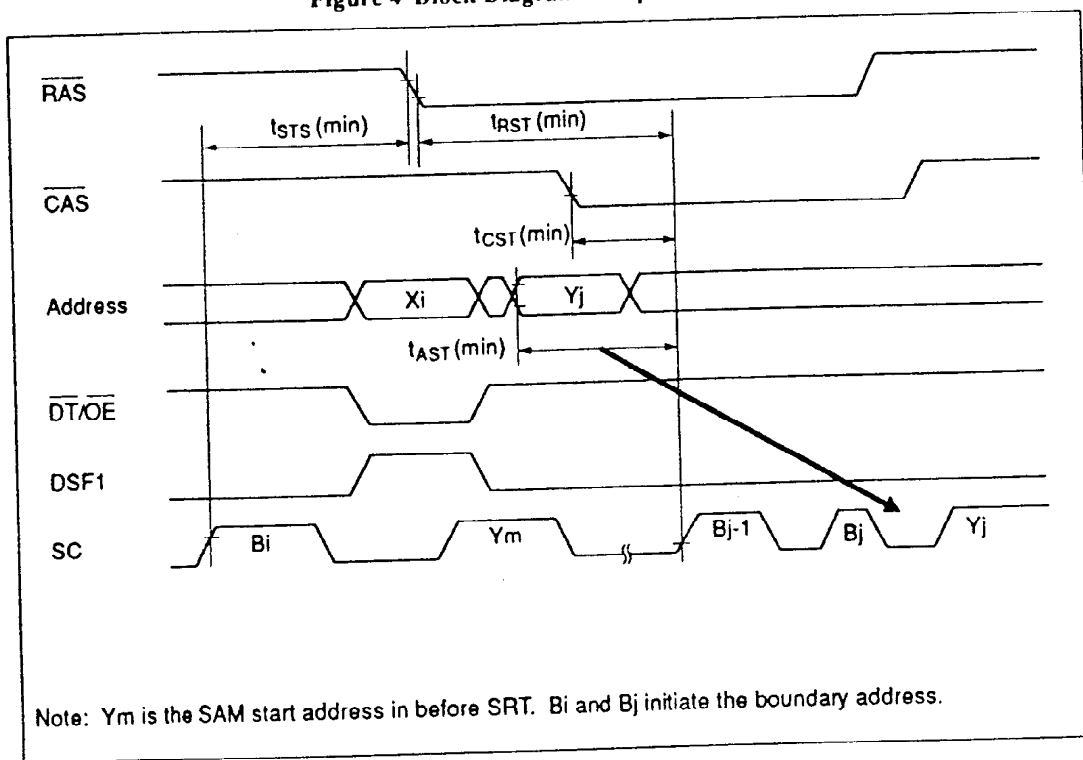 Figure 4 Block Diagram
RAS
tSTS (min)
tRST (min)
CAS
tCST (min)
Address
Xi
Yj
tAST (min)
DT/OE
DSF1
SC
Bi
Ym
Bj-1
Bj
Yj
Note: Ym is the SAM start address in before SRT. Bi and Bj initiate the boundary address.